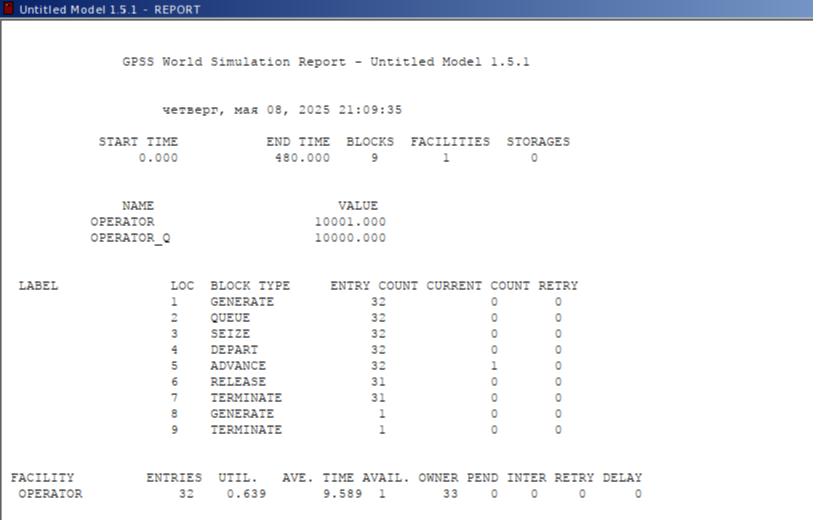 Untitled Model 1.5.1 - REPORT
GPSS World Simulation Report - Untitled Model 1.5.1
четверг, мая 08, 2025 21:09:35
START TIME END TIME BLOCKS FACILITIES STORAGES
0.000 480.000 9 1 0
NAME VALUE
OPERATOR 10001.000
OPERATOR_Q 10000.000
LABEL LOC BLOCK TYPE ENTRY COUNT CURRENT COUNT RETRY
1 GENERATE 32 0 0
2 QUEUE 32 0 0
3 SEIZE 32 0 0
4 DEPART 32 0 0
5 ADVANCE 32 1 0
6 RELEASE 31 0 0
7 TERMINATE 31 0 0
8 GENERATE 1 0 0
9 TERMINATE 1 0 0
FACILITY ENTRIES UTIL. AVE. TIME AVAIL. OWNER PEND INTER RETRY DELAY
OPERATOR 32 0.639 9.589 1 33 0 0 0 0